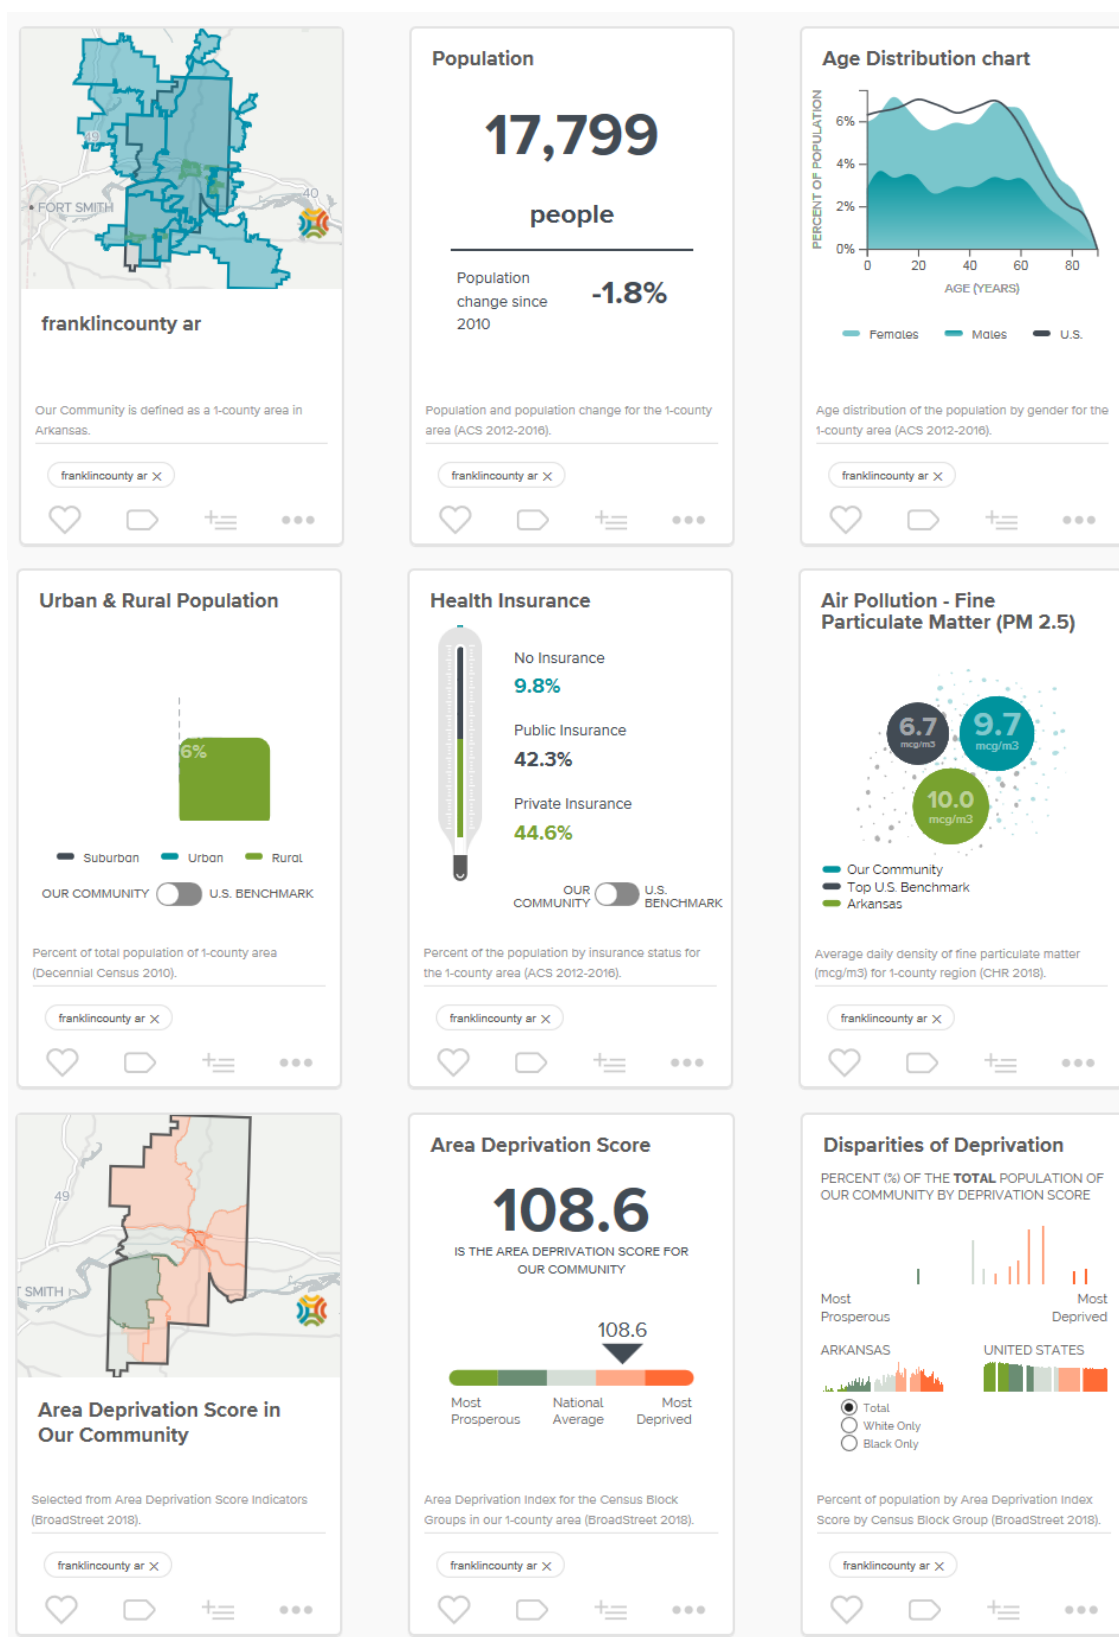 49
40
• FORT SMITH
franklincounty ar
Our Community is defined as a 1-county area in
Arkansas.
franklincounty ar ×
Population
17,799
people
Population
change since
2010
-1.8%
Population and population change for the 1-county
area (ACS 2012-2016).
franklincounty ar ×
Age Distribution chart
PERCENT OF POPULATION
6%
4%
2%
0%
0 20 40 60 80
AGE (YEARS)
Females Males U.S.
Age distribution of the population by gender for the
1-county area (ACS 2012-2016).
franklincounty ar ×
Urban & Rural Population
6%
Suburban Urban Rural
OUR COMMUNITY U.S. BENCHMARK
Percent of total population of 1-county area
(Decennial Census 2010).
franklincounty ar ×
Health Insurance
No Insurance
9.8%
Public Insurance
42.3%
Private Insurance
44.6%
OUR
COMMUNITY
U.S.
BENCHMARK
Percent of the population by insurance status for
the 1-county area (ACS 2012-2016).
franklincounty ar ×
Air Pollution - Fine
Particulate Matter (PM 2.5)
6.7
mcg/m3
9.7
mcg/m3
10.0
mcg/m3
Our Community
Top U.S. Benchmark
Arkansas
Average daily density of fine particulate matter
(mcg/m3) for 1-county region (CHR 2018).
franklincounty ar ×
49
T SMITH
Area Deprivation Score in
Our Community
Selected from Area Deprivation Score Indicators
(BroadStreet 2018).
franklincounty ar ×
Area Deprivation Score
108.6
IS THE AREA DEPRIVATION SCORE FOR
OUR COMMUNITY
108.6
Most
Prosperous
National
Average
Most
Deprived
Area Deprivation Index for the Census Block
Groups in our 1-county area (BroadStreet 2018).
franklincounty ar ×
Disparities of Deprivation
PERCENT (%) OF THE TOTAL POPULATION OF
OUR COMMUNITY BY DEPRIVATION SCORE
Most
Prosperous
Most
Deprived
ARKANSAS
UNITED STATES
Total
White Only
Black Only
Percent of population by Area Deprivation Index
Score by Census Block Group (BroadStreet 2018).
franklincounty ar ×